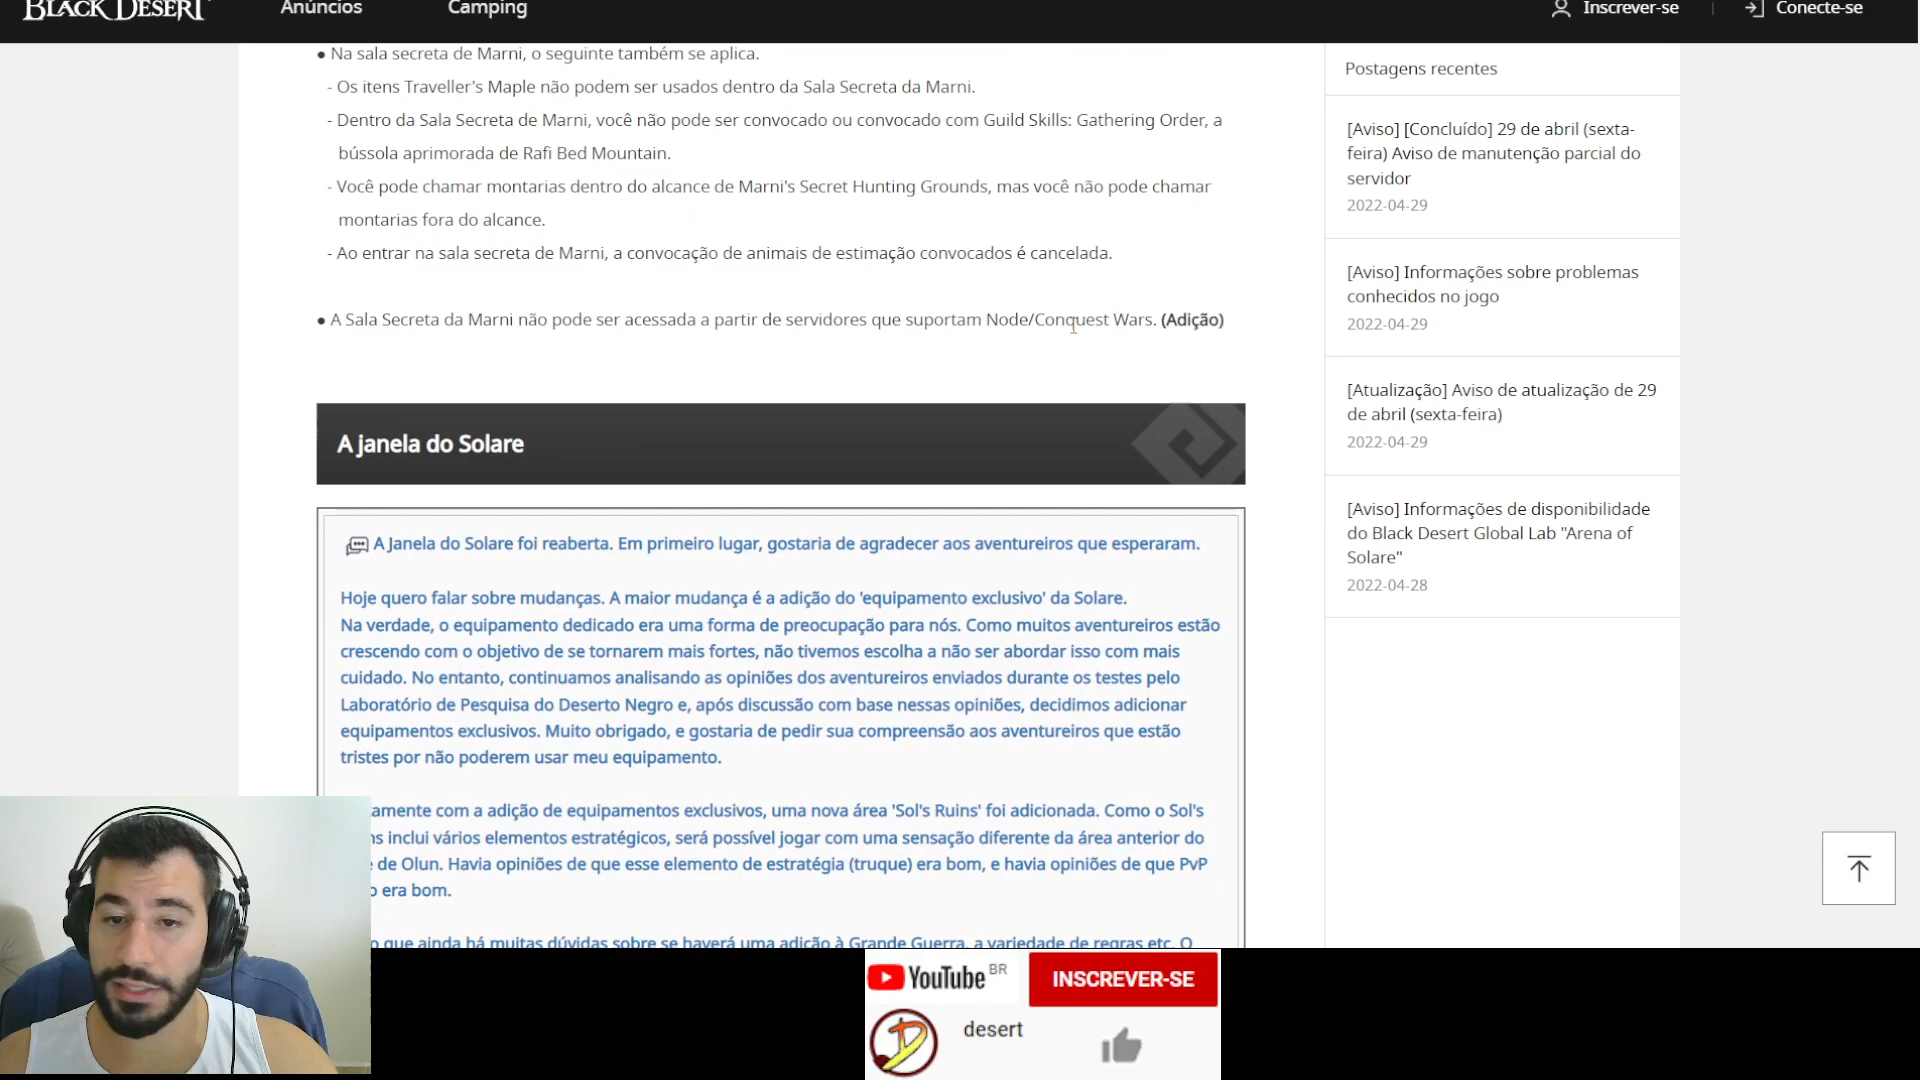 BLACK DESERT
Anúncios
Camping
Inscrever-se
Conecte-se
● Na sala secreta de Marni, o seguinte também se aplica.
- Os itens Traveller's Maple não podem ser usados dentro da Sala Secreta da Marni.
- Dentro da Sala Secreta de Marni, você não pode ser convocado ou convocado com Guild Skills: Gathering Order, a
bússola aprimorada de Rafi Bed Mountain.
- Você pode chamar montarias dentro do alcance de Marni's Secret Hunting Grounds, mas você não pode chamar
montarias fora do alcance.
- Ao entrar na sala secreta de Marni, a convocação de animais de estimação convocados é cancelada.
● A Sala Secreta da Marni não pode ser acessada a partir de servidores que suportam Node/Conquest Wars. (Adição)
A janela do Solare
A Janela do Solare foi reaberta. Em primeiro lugar, gostaria de agradecer aos aventureiros que esperaram.
Hoje quero falar sobre mudanças. A maior mudança é a adição do 'equipamento exclusivo' da Solare.
Na verdade, o equipamento dedicado era uma forma de preocupação para nós. Como muitos aventureiros estão
crescendo com o objetivo de se tornarem mais fortes, não tivemos escolha a não ser abordar isso com mais
cuidado. No entanto, continuamos analisando as opiniões dos aventureiros enviados durante os testes pelo
Laboratório de Pesquisa do Deserto Negro e, após discussão com base nessas opiniões, decidimos adicionar
equipamentos exclusivos. Muito obrigado, e gostaria de pedir sua compreensão aos aventureiros que estão
tristes por não poderem usar meu equipamento.
com a adição de equipamentos exclusivos, uma nova área 'Sol's Ruins' foi adicionada. Como o Sol's
inclui vários elementos estratégicos, será possível jogar com uma sensação diferente da área anterior do
de Olun. Havia opiniões de que esse elemento de estratégia (truque) era bom, e havia opiniões de que PvP
era bom.
que ainda há muitas dúvidas sobre se haverá uma adição à Grande Guerra, a variedade de regras etc. O
Postagens recentes
[Aviso] [Concluído] 29 de abril (sexta-
feira) Aviso de manutenção parcial do
servidor
2022-04-29
[Aviso] Informações sobre problemas
conhecidos no jogo
2022-04-29
[Atualização] Aviso de atualização de 29
de abril (sexta-feira)
2022-04-29
[Aviso] Informações de disponibilidade
do Black Desert Global Lab "Arena of
Solare"
2022-04-28
YouTube BR
INSCREVER-SE
desert